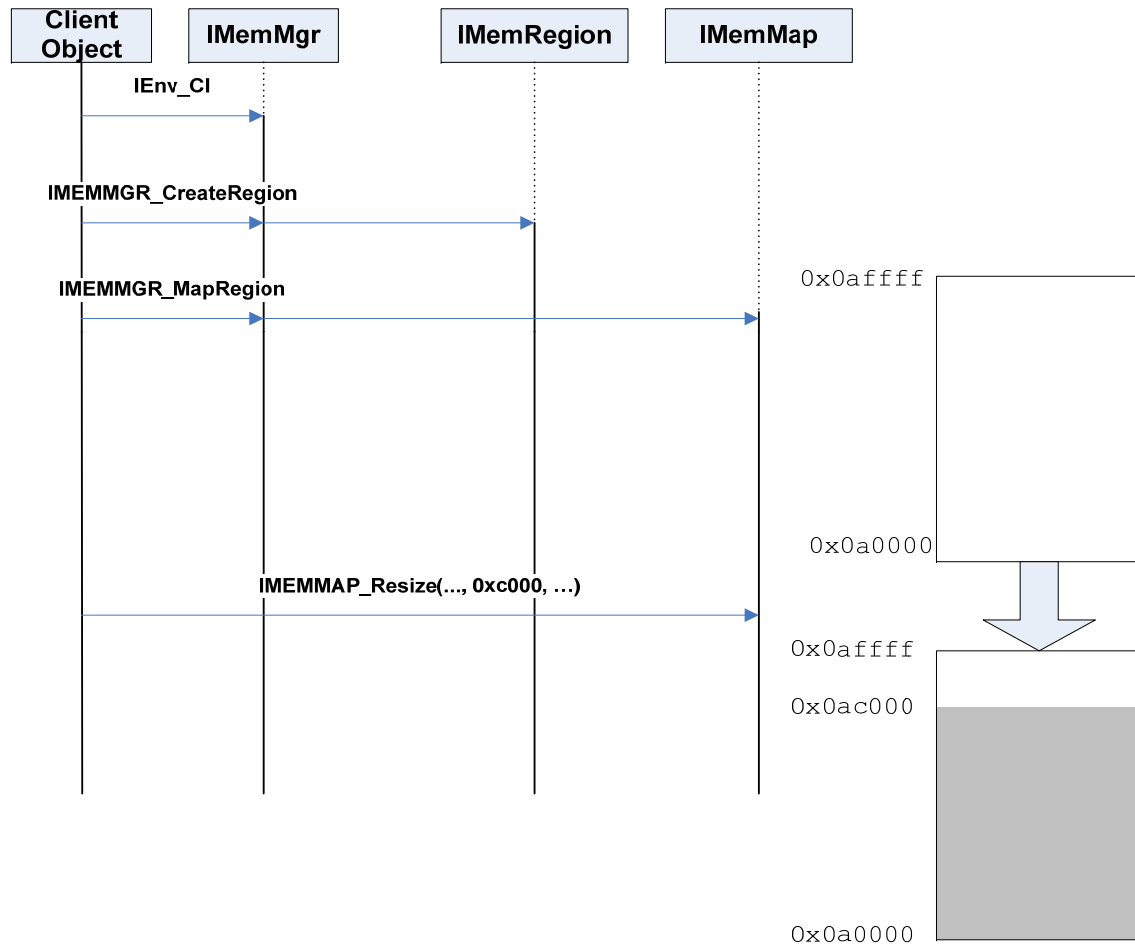 Client
Object
IMemMgr
IMemRegion
IMemMap
IEnv_CI
IMEMMGR_CreateRegion
IMEMMGR_MapRegion
0x0affff
0x0a0000
IMEMMAP_Resize(..., 0xc000, ...)
0x0affff
0x0ac000
0x0a0000